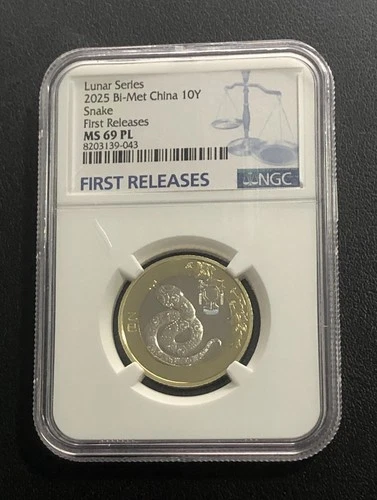 Lunar Series
2025 Bi-Met China 10Y
Snake
First Releases
MS 69 PL
8203139-043
FIRST RELEASES
NGC